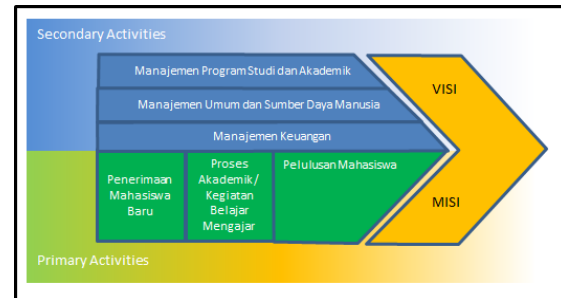 Secondary Activities
Manajemen Program Studi dan Akademik
Manajemen Umum dan Sumber Daya Manusia
Manajemen Keuangan
Penerimaan
Mahasiswa
Baru
Proses
Akademik/
Kegiatan
Belajar
Mengajar
Pelulusan Mahasiswa
VISI
MISI
Primary Activities